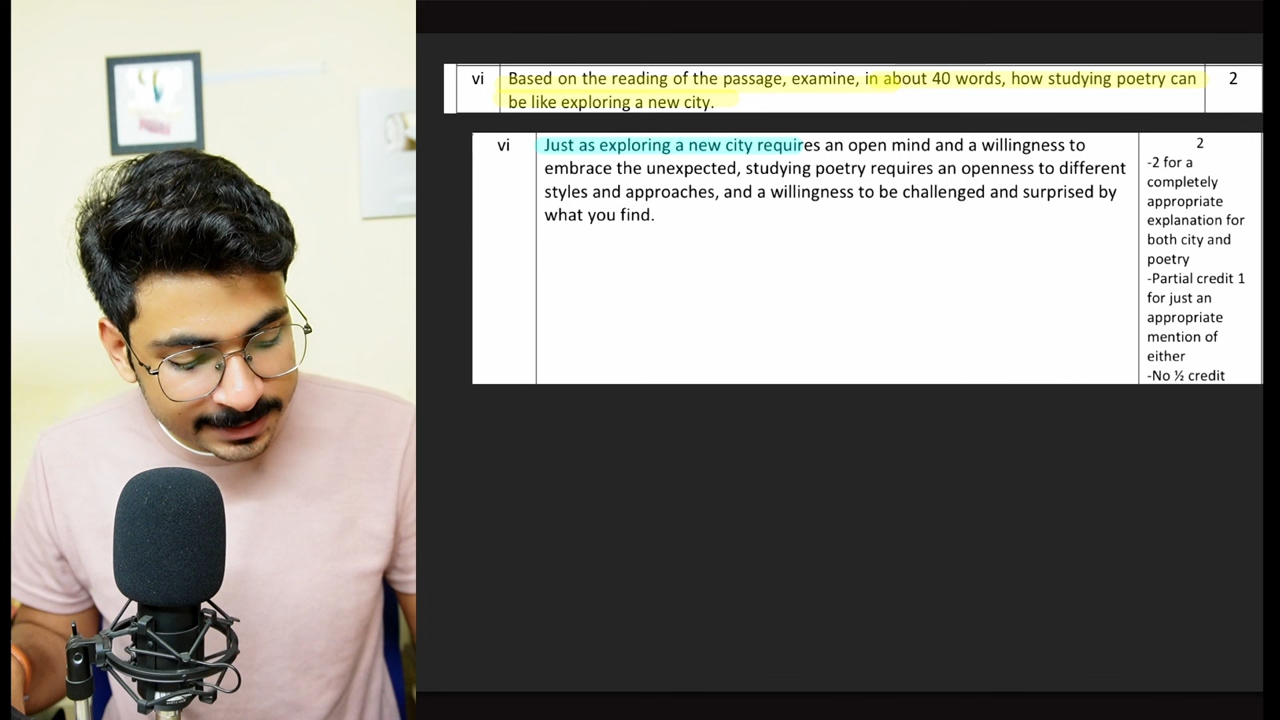 vi Based on the reading of the passage, examine, in about 40 words, how studying poetry can 2
be like exploring a new city.
vi Just as exploring a new city requires an open mind and a willingness to
embrace the unexpected, studying poetry requires an openness to different
styles and approaches, and a willingness to be challenged and surprised by
what you find.
2
-2 for a
completely
appropriate
explanation for
both city and
poetry
-Partial credit 1
for just an
appropriate
mention of
either
-No ½ credit